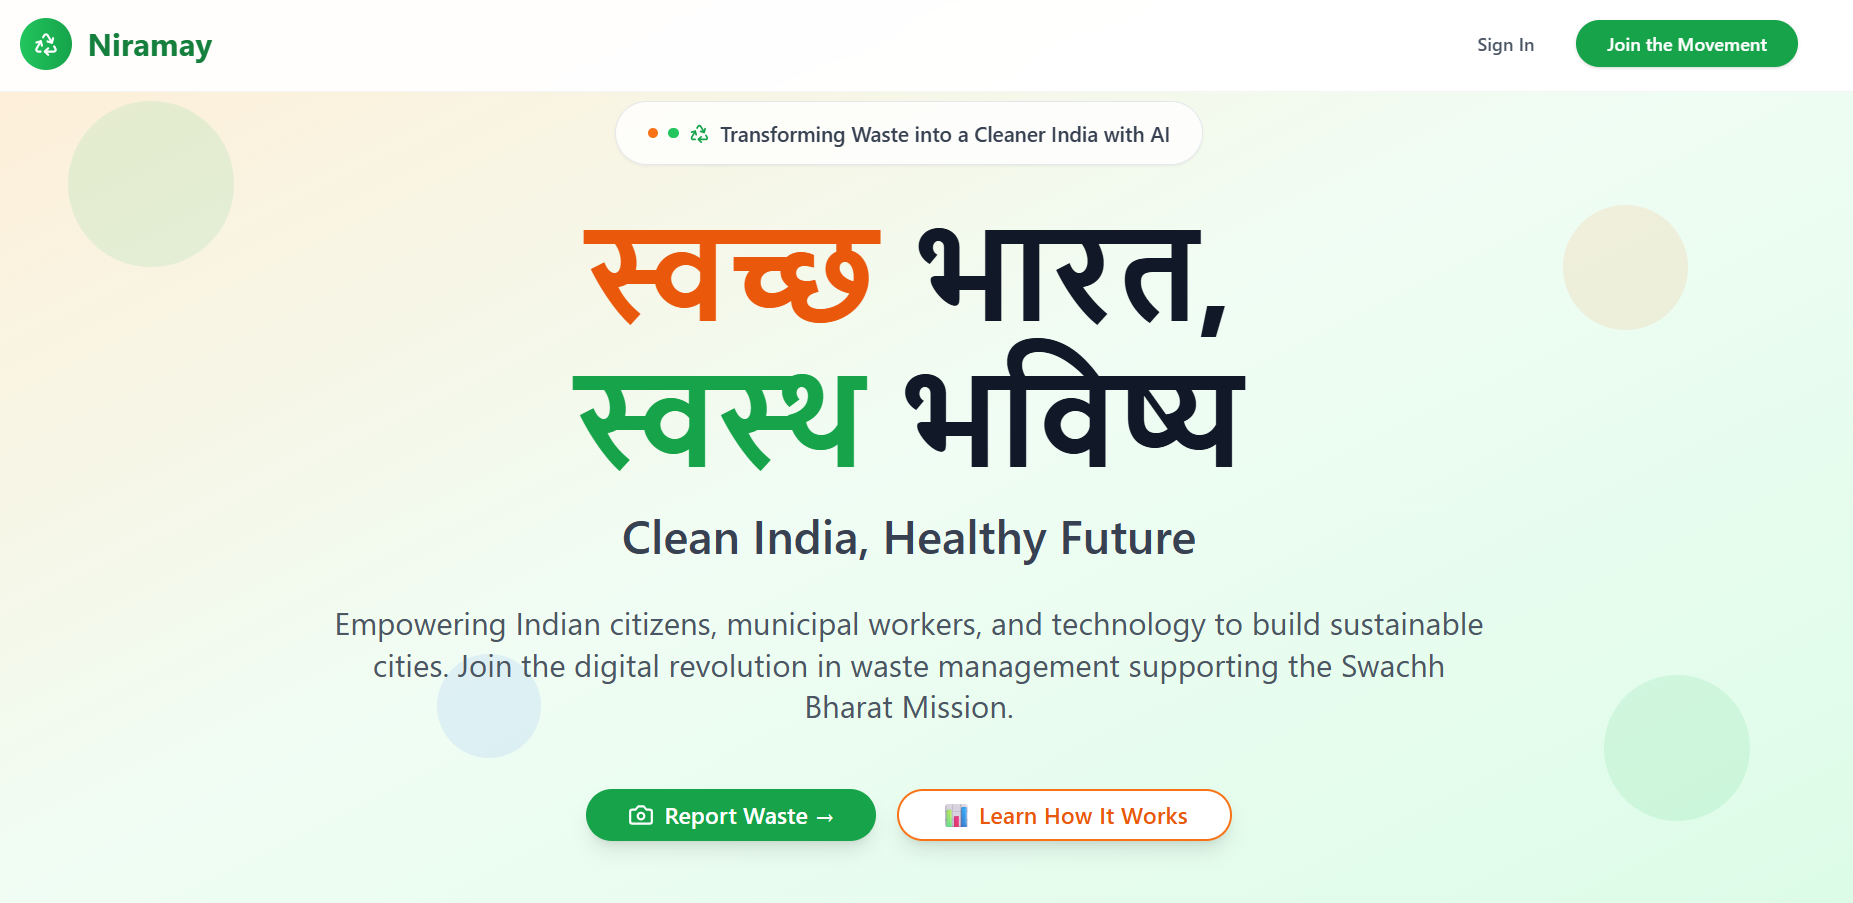 Niramay
Sign In
Join the Movement
Transforming Waste into a Cleaner India with AI
स्वच्छ भारत,
स्वस्थ भविष्य
Clean India, Healthy Future
Empowering Indian citizens, municipal workers, and technology to build sustainable
cities. Join the digital revolution in waste management supporting the Swachh
Bharat Mission.
Report Waste →
Learn How It Works